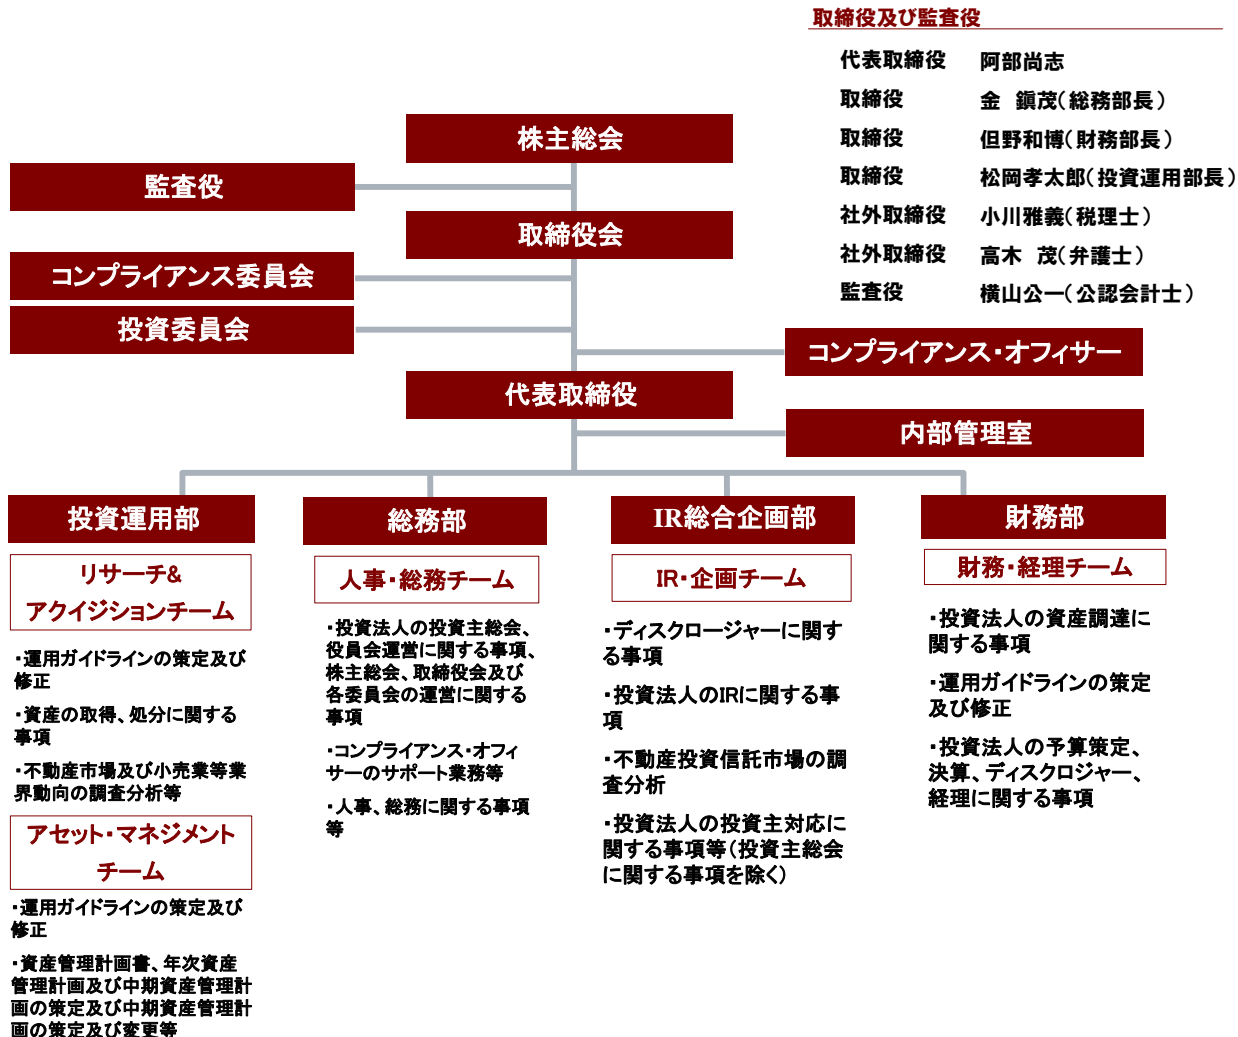 取締役及び監査役
代表取締役 阿部尚志
取締役 金 鎭茂(総務部長)
取締役 但野和博(財務部長)
取締役 松岡孝太郎(投資運用部長)
社外取締役 小川雅義(税理士)
社外取締役 高木 茂(弁護士)
監査役 横山公一(公認会計士)
株主総会
監査役
取締役会
コンプライアンス委員会
投資委員会
コンプライアンス・オフィサー
代表取締役
内部管理室
投資運用部
リサーチ&
アクイジションチーム
・運用ガイドラインの策定及び
修正
・資産の取得、処分に関する
事項
・不動産市場及び小売業等業
界動向の調査分析等
アセット・マネジメント
チーム
・運用ガイドラインの策定及び
修正
・資産管理計画書、年次資産
管理計画及び中期資産管理計
画の策定及び中期資産管理計
画の策定及び変更等
総務部
人事・総務チーム
・投資法人の投資主総会、
役員会運営に関する事項、
株主総会、取締役会及び
各委員会の運営に関する
事項
・コンプライアンス・オフィ
サーのサポート業務等
・人事、総務に関する事項
等
IR総合企画部
IR・企画チーム
・ディスクロージャーに関す
る事項
・投資法人のIRに関する事
項
・不動産投資信託市場の調
査分析
・投資法人の投資主対応に
関する事項等(投資主総会
に関する事項を除く)
財務部
財務・経理チーム
・投資法人の資産調達に
関する事項
・運用ガイドラインの策定
及び修正
・投資法人の予算策定、
決算、ディスクロジャー、
経理に関する事項